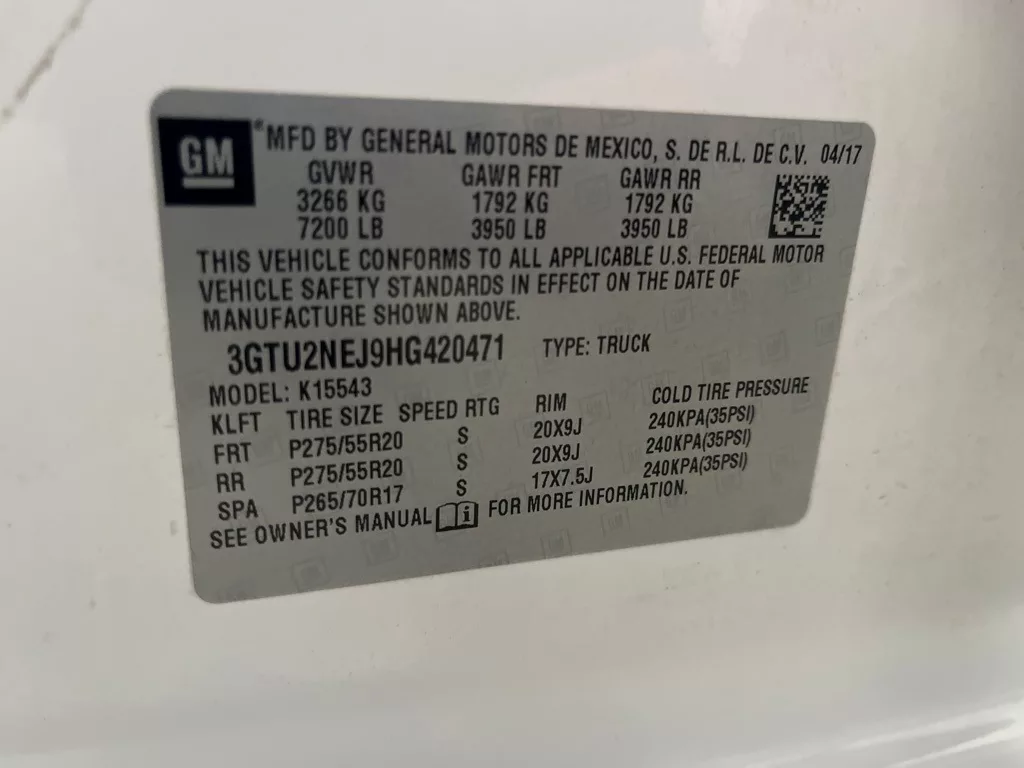 GM ® MFD BY GENERAL MOTORS DE MEXICO, S. DE R.L. DE C.V. 04/17
GVWR GAWR FRT GAWR RR
3266 KG 1792 KG 1792 KG
7200 LB 3950 LB 3950 LB
THIS VEHICLE CONFORMS TO ALL APPLICABLE U.S. FEDERAL MOTOR
VEHICLE SAFETY STANDARDS IN EFFECT ON THE DATE OF
MANUFACTURE SHOWN ABOVE.
3GTU2NEJ9HG420471 TYPE: TRUCK
MODEL: K15543
KLFT TIRE SIZE SPEED RTG RIM COLD TIRE PRESSURE
FRT P275/55R20 S 20X9J 240KPA(35PSI)
RR P275/55R20 S 20X9J 240KPA(35PSI)
SPA P265/70R17 S 17X7.5J 240KPA(35PSI)
SEE OWNER'S MANUAL i FOR MORE INFORMATION.